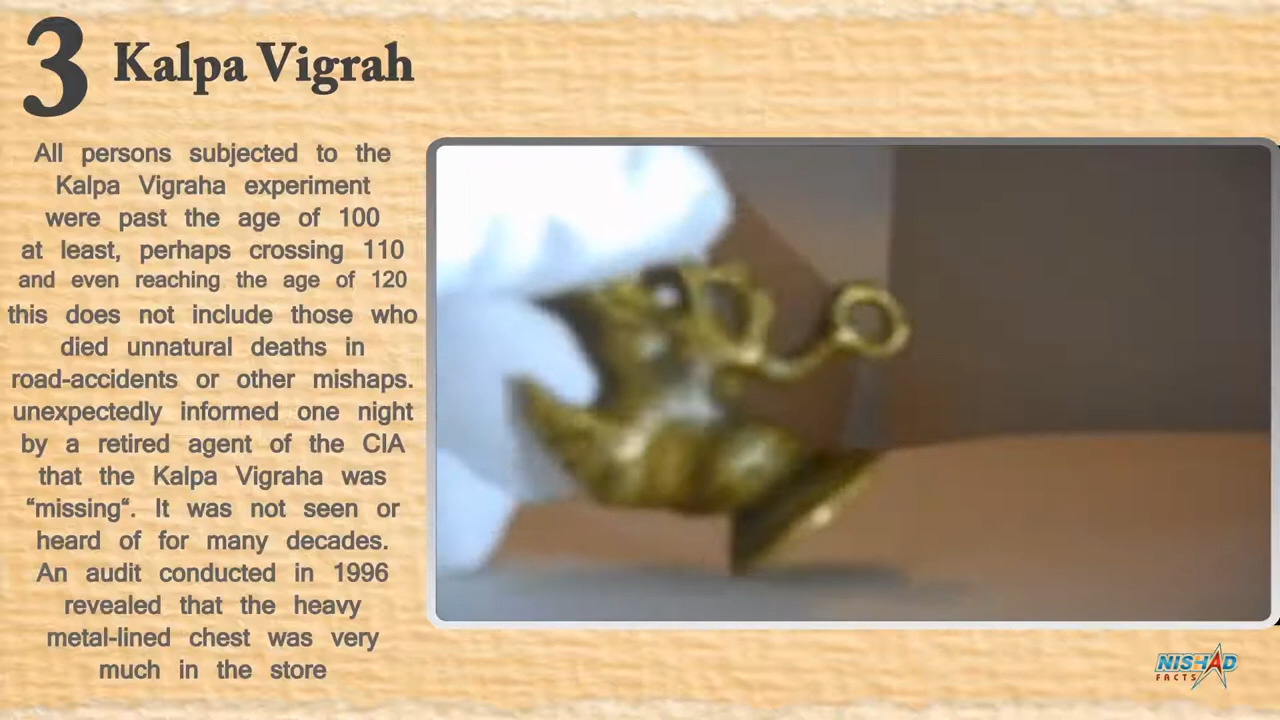 3 Kalpa Vigrah
All persons subjected to the
Kalpa Vigraha experiment
were past the age of 100
at least, perhaps crossing 110
and even reaching the age of 120
this does not include those who
died unnatural deaths in
road-accidents or other mishaps.
unexpectedly informed one night
by a retired agent of the CIA
that the Kalpa Vigraha was
“missing“. It was not seen or
heard of for many decades.
An audit conducted in 1996
revealed that the heavy
metal-lined chest was very
much in the store
NISHAD
FACTS